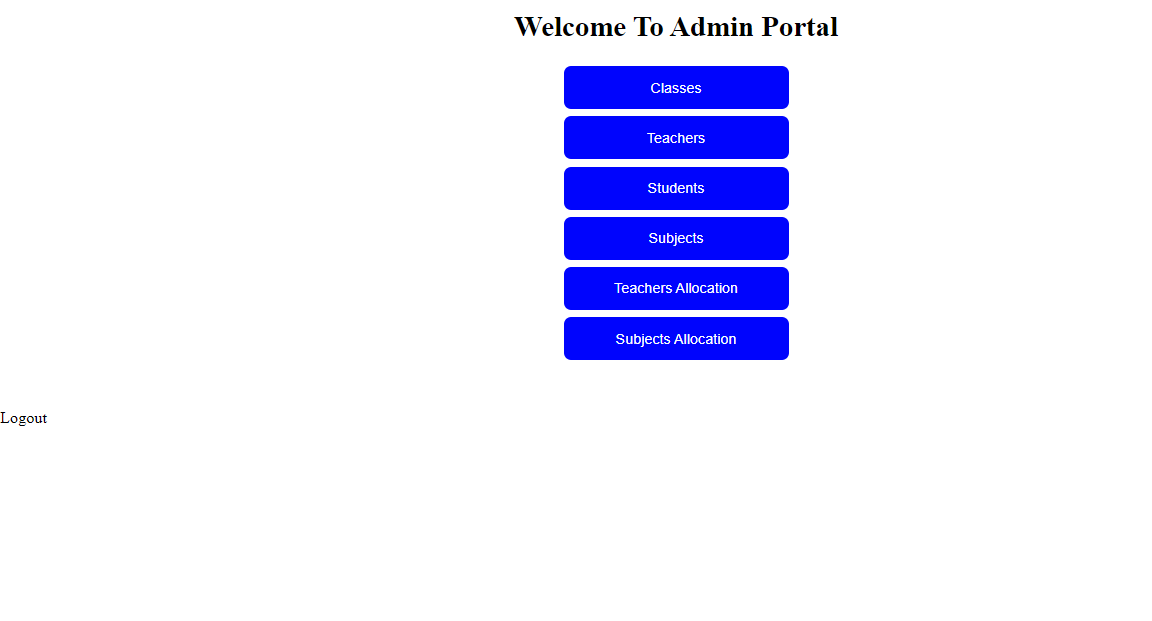 Welcome To Admin Portal
Classes
Teachers
Students
Subjects
Teachers Allocation
Subjects Allocation
Logout